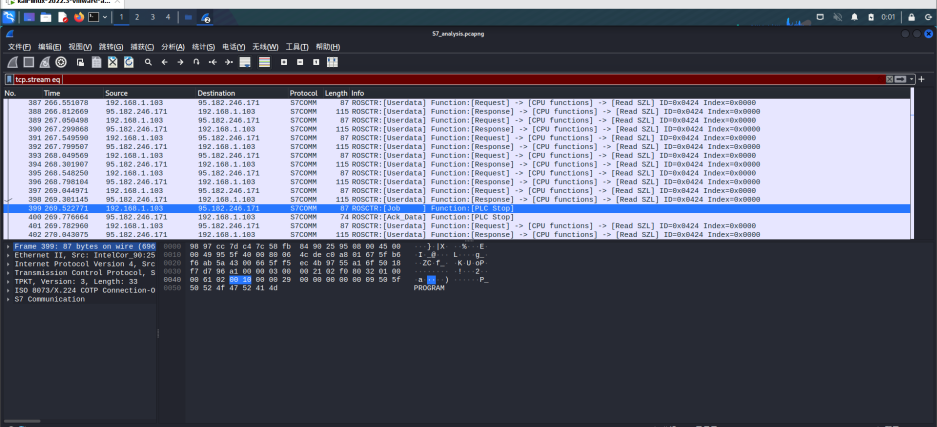 kali-linux-2022.3-vmware-a...
1 2 3 4
0:01
S7_analysis.pcapng
文件(F) 编辑(E) 视图(V) 跳转(G) 捕获(C) 分析(A) 统计(S) 电话(Y) 无线(W) 工具(T) 帮助(H)
tcp.stream eq
No. Time Source Destination Protocol Length Info
387 266.551078 192.168.1.103 95.182.246.171 S7COMM 87 ROSCTR:[Userdata] Function:[Request] -> [CPU functions] -> [Read SZL] ID=0x0424 Index=0x0000
388 266.812669 95.182.246.171 192.168.1.103 S7COMM 115 ROSCTR:[Userdata] Function:[Response] -> [CPU functions] -> [Read SZL] ID=0x0424 Index=0x0000
389 267.050498 192.168.1.103 95.182.246.171 S7COMM 87 ROSCTR:[Userdata] Function:[Request] -> [CPU functions] -> [Read SZL] ID=0x0424 Index=0x0000
390 267.299868 95.182.246.171 192.168.1.103 S7COMM 115 ROSCTR:[Userdata] Function:[Response] -> [CPU functions] -> [Read SZL] ID=0x0424 Index=0x0000
391 267.549590 192.168.1.103 95.182.246.171 S7COMM 87 ROSCTR:[Userdata] Function:[Request] -> [CPU functions] -> [Read SZL] ID=0x0424 Index=0x0000
392 267.799507 95.182.246.171 192.168.1.103 S7COMM 115 ROSCTR:[Userdata] Function:[Response] -> [CPU functions] -> [Read SZL] ID=0x0424 Index=0x0000
393 268.049569 192.168.1.103 95.182.246.171 S7COMM 87 ROSCTR:[Userdata] Function:[Request] -> [CPU functions] -> [Read SZL] ID=0x0424 Index=0x0000
394 268.301907 95.182.246.171 192.168.1.103 S7COMM 115 ROSCTR:[Userdata] Function:[Response] -> [CPU functions] -> [Read SZL] ID=0x0424 Index=0x0000
395 268.548250 192.168.1.103 95.182.246.171 S7COMM 87 ROSCTR:[Userdata] Function:[Request] -> [CPU functions] -> [Read SZL] ID=0x0424 Index=0x0000
396 268.798104 95.182.246.171 192.168.1.103 S7COMM 115 ROSCTR:[Userdata] Function:[Response] -> [CPU functions] -> [Read SZL] ID=0x0424 Index=0x0000
397 269.044971 192.168.1.103 95.182.246.171 S7COMM 87 ROSCTR:[Userdata] Function:[Request] -> [CPU functions] -> [Read SZL] ID=0x0424 Index=0x0000
398 269.301145 95.182.246.171 192.168.1.103 S7COMM 115 ROSCTR:[Userdata] Function:[Response] -> [CPU functions] -> [Read SZL] ID=0x0424 Index=0x0000
399 269.522771 192.168.1.103 95.182.246.171 S7COMM 87 ROSCTR:[Job ] Function:[PLC Stop]
400 269.776664 95.182.246.171 192.168.1.103 S7COMM 74 ROSCTR:[Ack_Data] Function:[PLC Stop]
401 269.782960 192.168.1.103 95.182.246.171 S7COMM 87 ROSCTR:[Userdata] Function:[Request] -> [CPU functions] -> [Read SZL] ID=0x0424 Index=0x0000
402 270.043075 95.182.246.171 192.168.1.103 S7COMM 115 ROSCTR:[Userdata] Function:[Response] -> [CPU functions] -> [Read SZL] ID=0x0424 Index=0x0000
Frame 399: 87 bytes on wire (696 0000 98 97 cc 7d c4 7c 58 fb 84 90 25 95 08 00 45 00 ···}·|X· ··%···E·
Ethernet II, Src: IntelCor_90:25 0010 00 49 95 5f 40 00 80 06 4c de c0 a8 01 67 5f b6 ·I·_@··· L····g_·
Internet Protocol Version 4, Src 0020 f6 ab 5a 43 00 66 5f f5 ec 4b 97 55 a1 6f 50 18 ··ZC·f_· ·K·U·oP·
Transmission Control Protocol, S 0030 f7 d7 96 a1 00 00 03 00 00 21 02 f0 80 32 01 00 ········ ·!···2··
TPKT, Version: 3, Length: 33 0040 00 61 02 00 10 00 00 29 00 00 00 00 00 09 50 5f ·a·····) ······P_
ISO 8073/X.224 COTP Connection-O 0050 50 52 4f 47 52 41 4d PROGRAM
S7 Communication